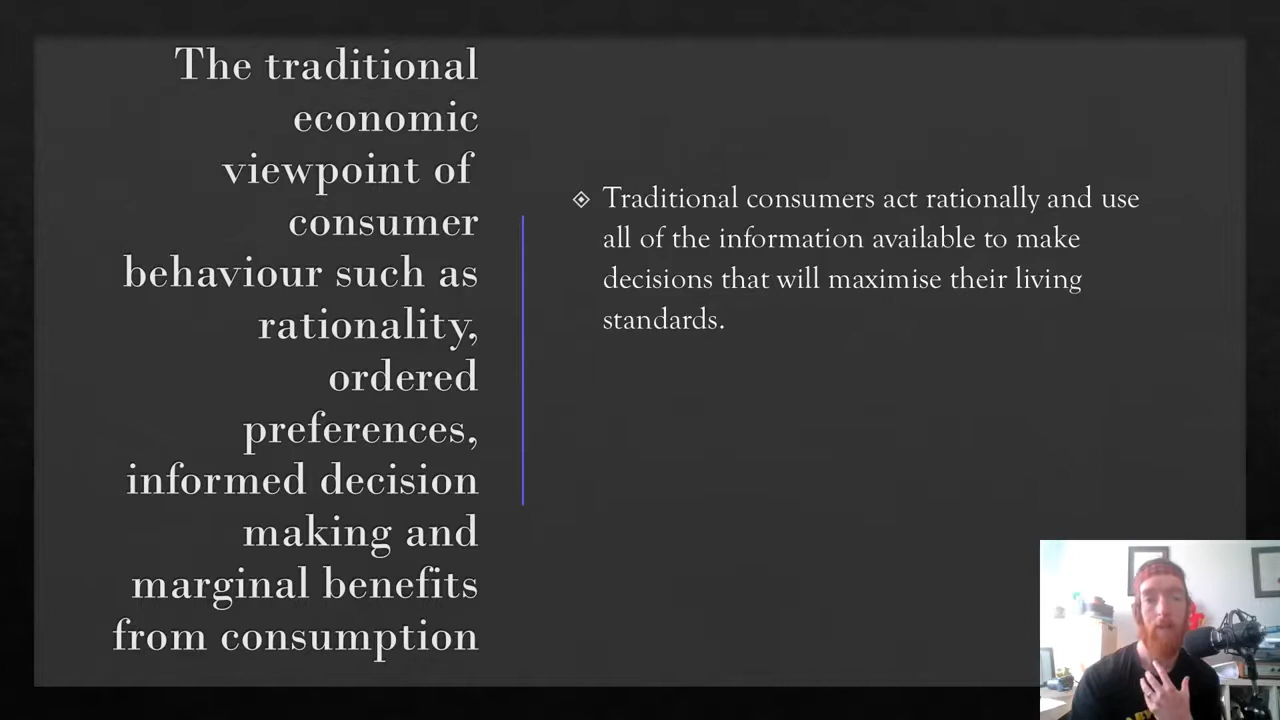 The traditional
economic
viewpoint of
consumer
behaviour such as
rationality,
ordered
preferences,
informed decision
making and
marginal benefits
from consumption
Traditional consumers act rationally and use
all of the information available to make
decisions that will maximise their living
standards.